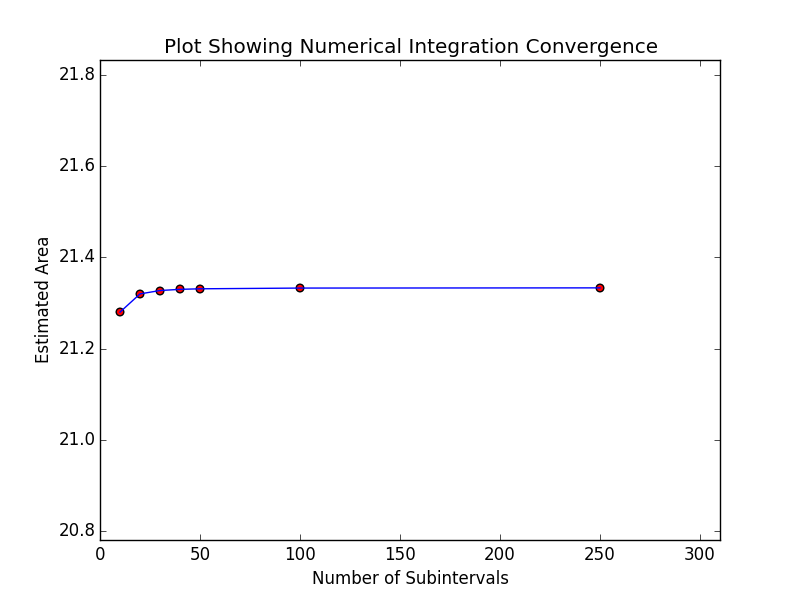 Plot Showing Numerical Integration Convergence
21.8
21.6
21.4
21.2
21.0
20.8
Estimated Area
0 50 100 150 200 250 300
Number of Subintervals